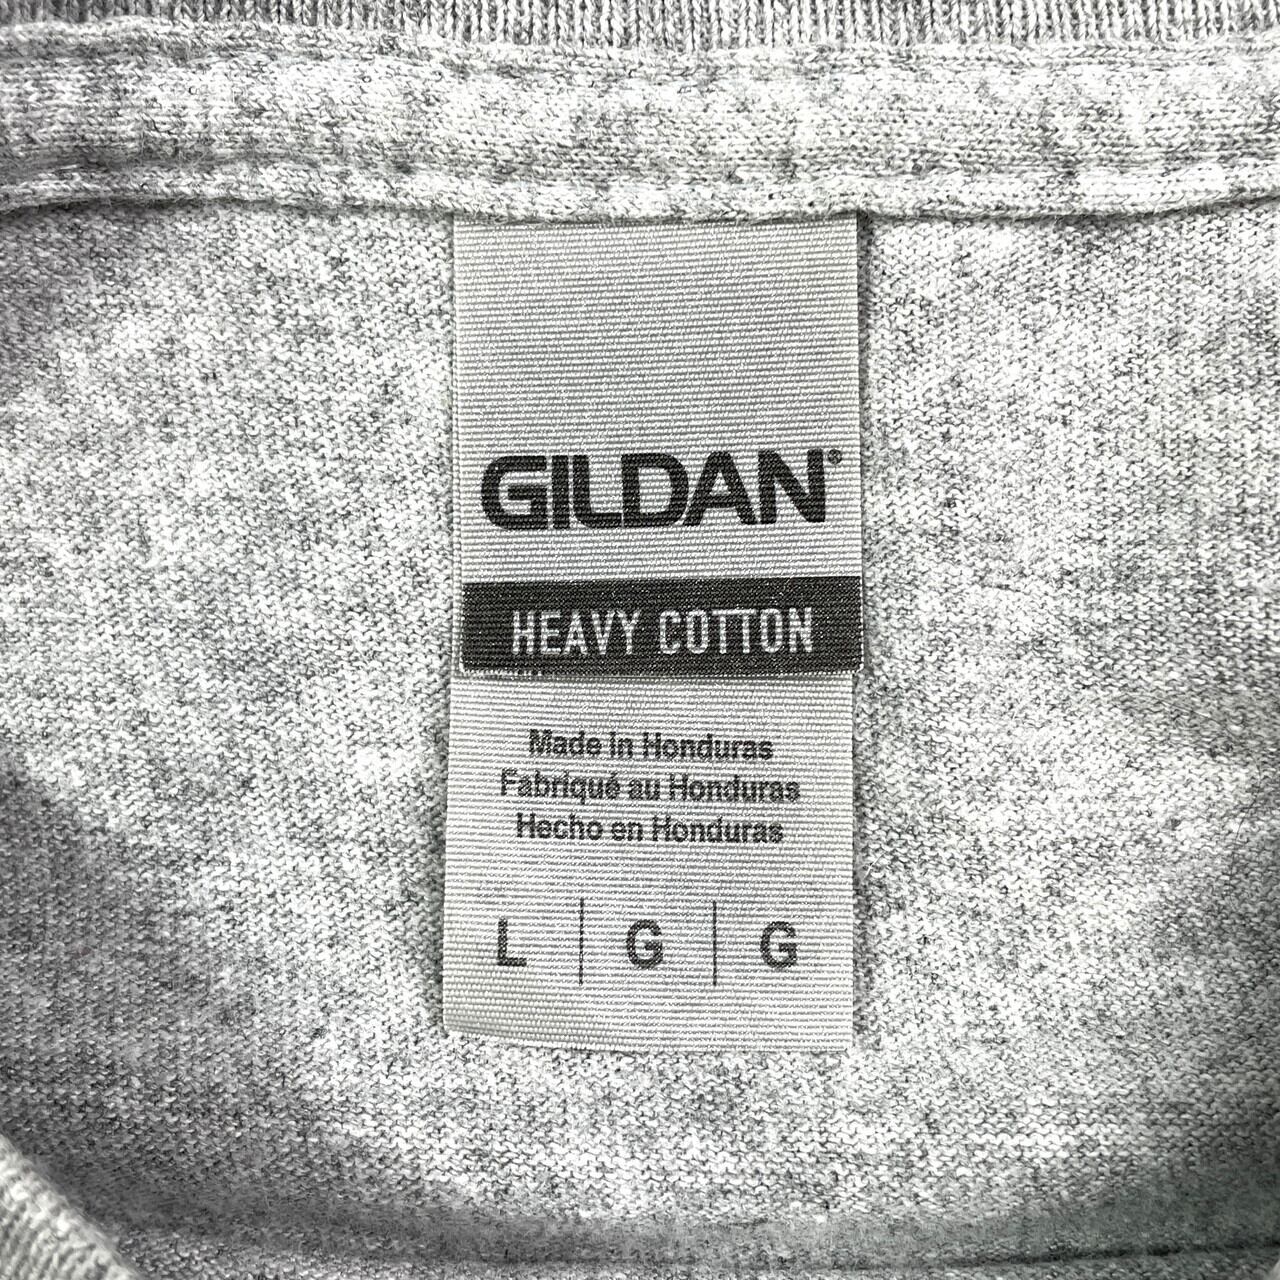 GILDAN®
HEAVY COTTON
Made in Honduras
Fabriqué au Honduras
Hecho en Honduras
L | G | G